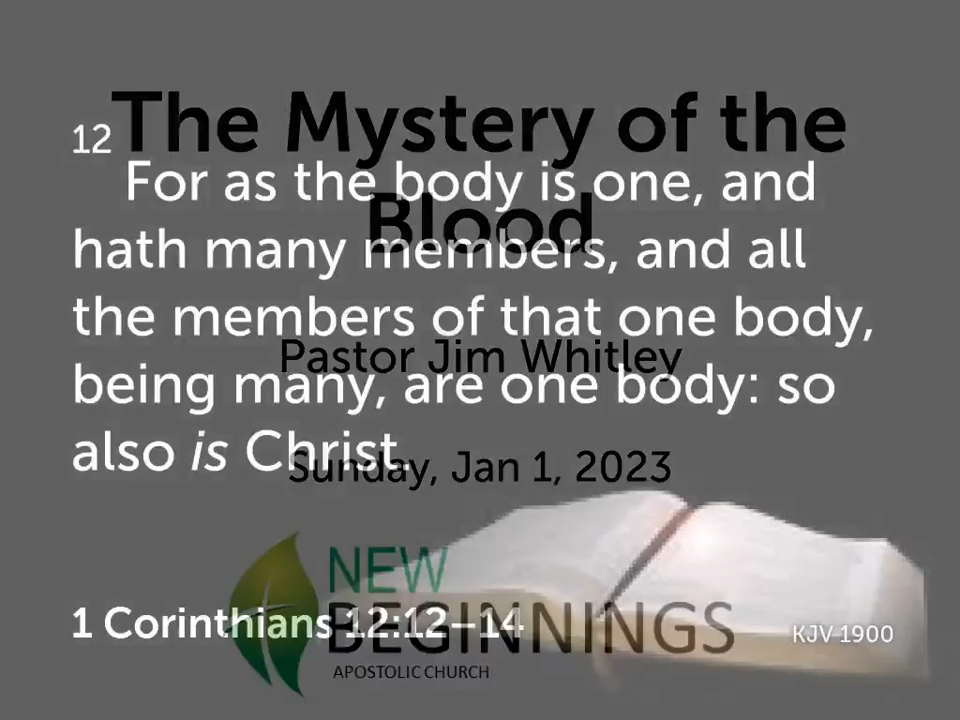 The Mystery of the
Blood
Pastor Jim Whitley
Sunday, Jan 1, 2023
NEW
BEGINNINGS
APOSTOLIC CHURCH
12
For as the body is one, and
hath many members, and all
the members of that one body,
being many, are one body: so
also is Christ.
1 Corinthians 12:12–14
KJV 1900